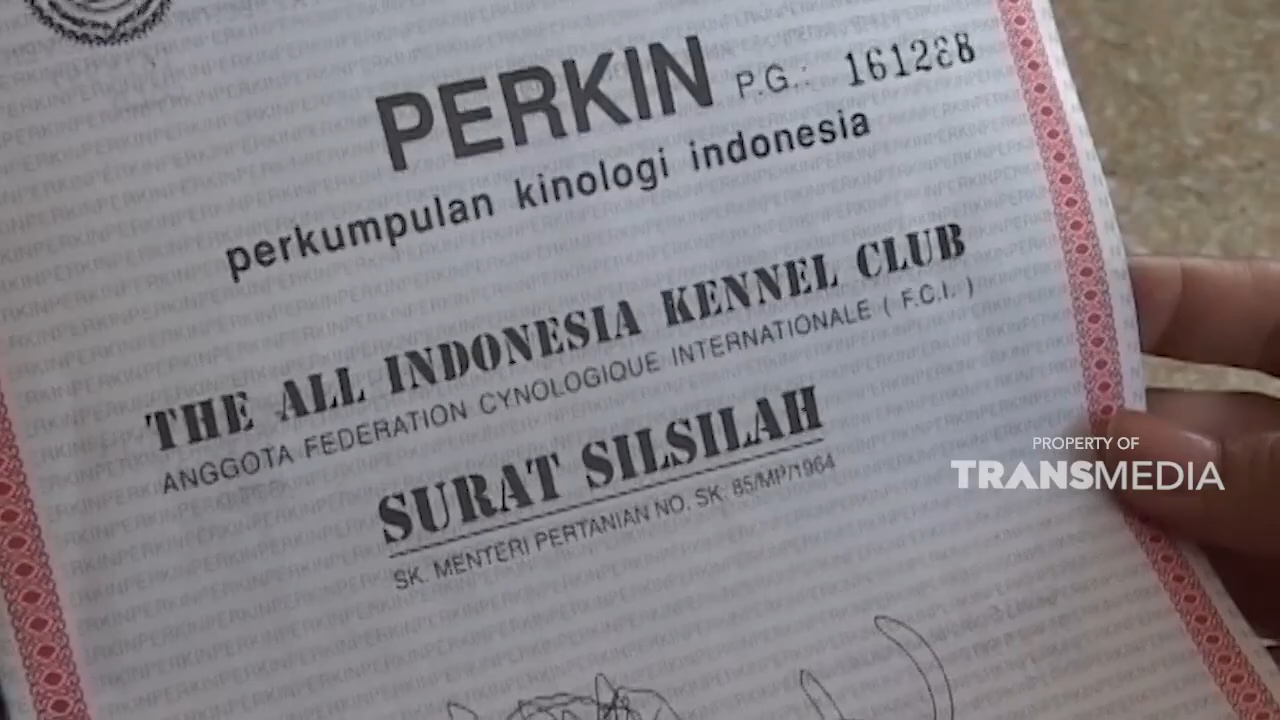 PERKIN P.G.: 161288
perkumpulan kinologi indonesia
THE ALL INDONESIA KENNEL CLUB
ANGGOTA FEDERATION CYNOLOGIQUE INTERNATIONALE ( F.C.I. )
SURAT SILSILAH
SK. MENTERI PERTANIAN NO. SK. 85/MP/1964
PROPERTY OF
TRANSMEDIA